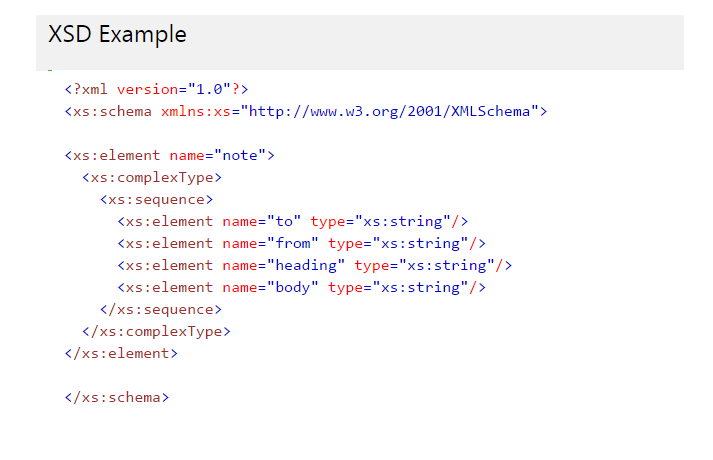 XSD Example
<?xml version="1.0"?>
<xs:schema xmlns:xs="http://www.w3.org/2001/XMLSchema">
<xs:element name="note">
<xs:complexType>
<xs:sequence>
<xs:element name="to" type="xs:string"/>
<xs:element name="from" type="xs:string"/>
<xs:element name="heading" type="xs:string"/>
<xs:element name="body" type="xs:string"/>
</xs:sequence>
</xs:complexType>
</xs:element>
</xs:schema>